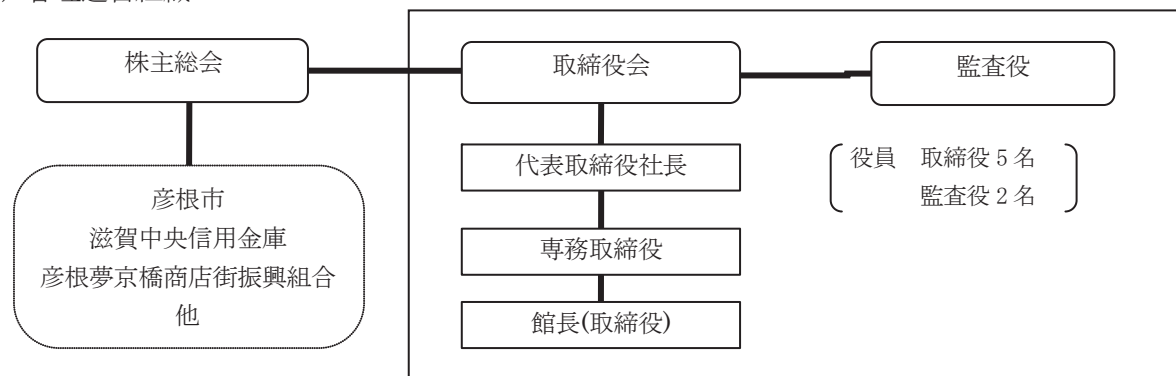 株主総会
取締役会
監査役
代表取締役社長
役員 取締役 5 名
監査役 2 名
専務取締役
館長(取締役)
彦根市
滋賀中央信用金庫
彦根夢京橋商店街振興組合
他